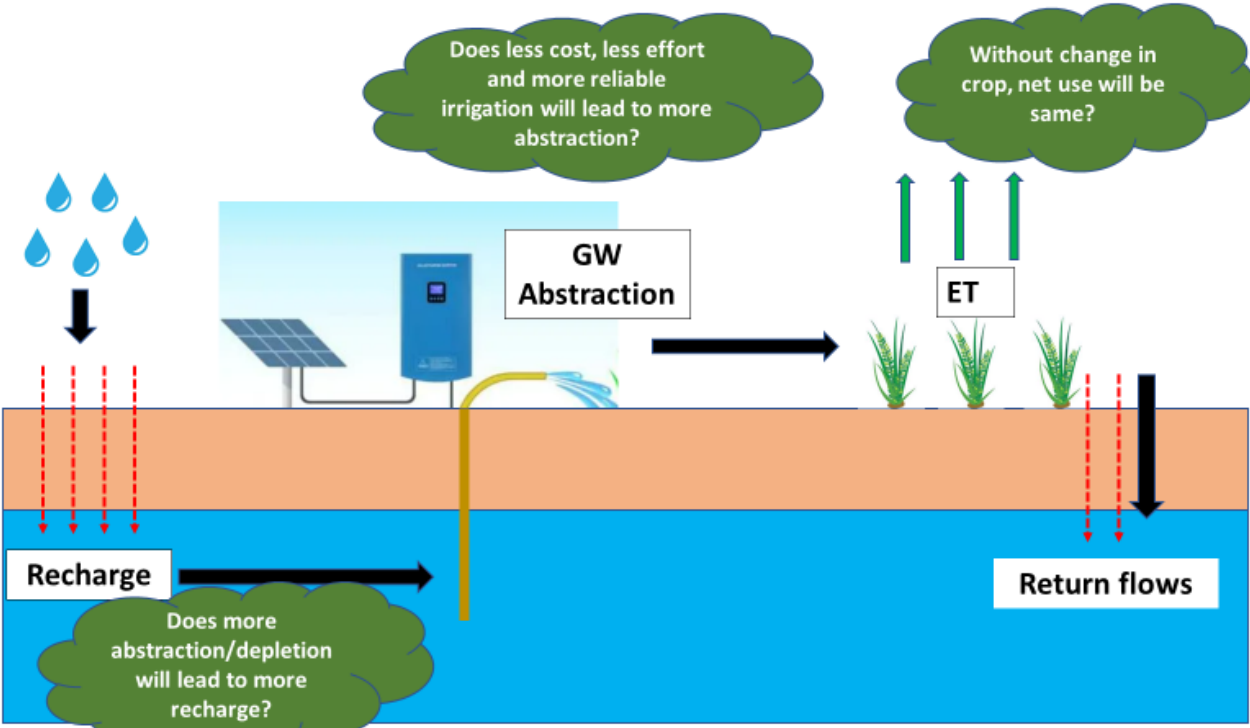 Does less cost, less effort
and more reliable
irrigation will lead to more
abstraction?
Without change in
crop, net use will be
same?
GW
Abstraction
ET
Recharge
Return flows
Does more
abstraction/depletion
will lead to more
recharge?